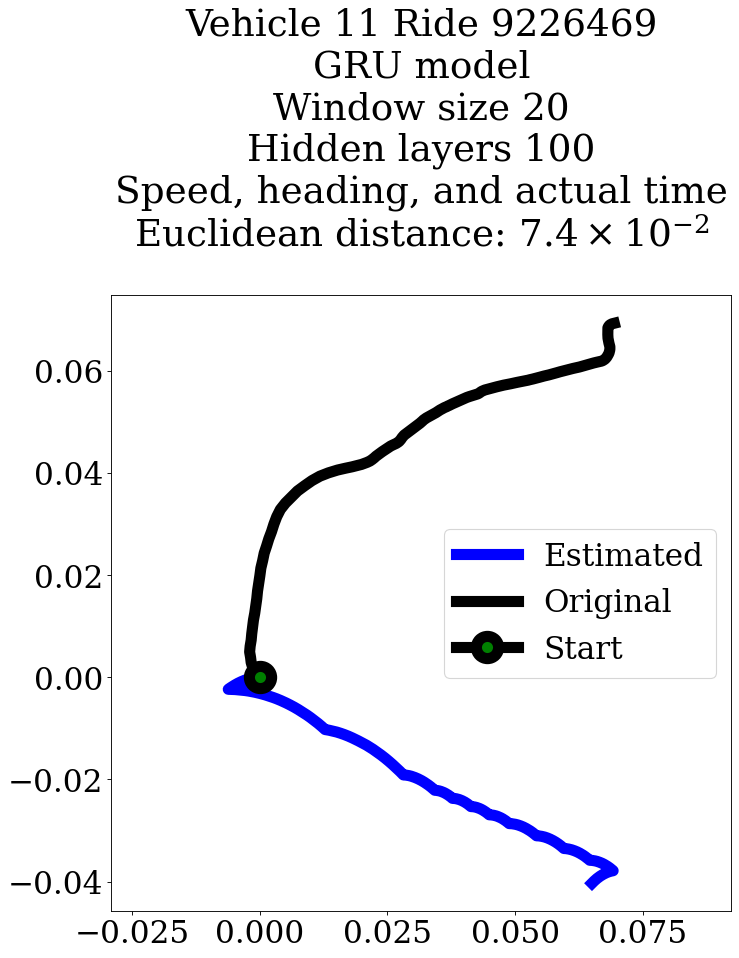 Vehicle 11 Ride 9226469
GRU model
Window size 20
Hidden layers 100
Speed, heading, and actual time
Euclidean distance: 7.4 × 10⁻²
0.06
0.04
0.02
0.00
−0.02
−0.04
Estimated
Original
Start
−0.025 0.000 0.025 0.050 0.075